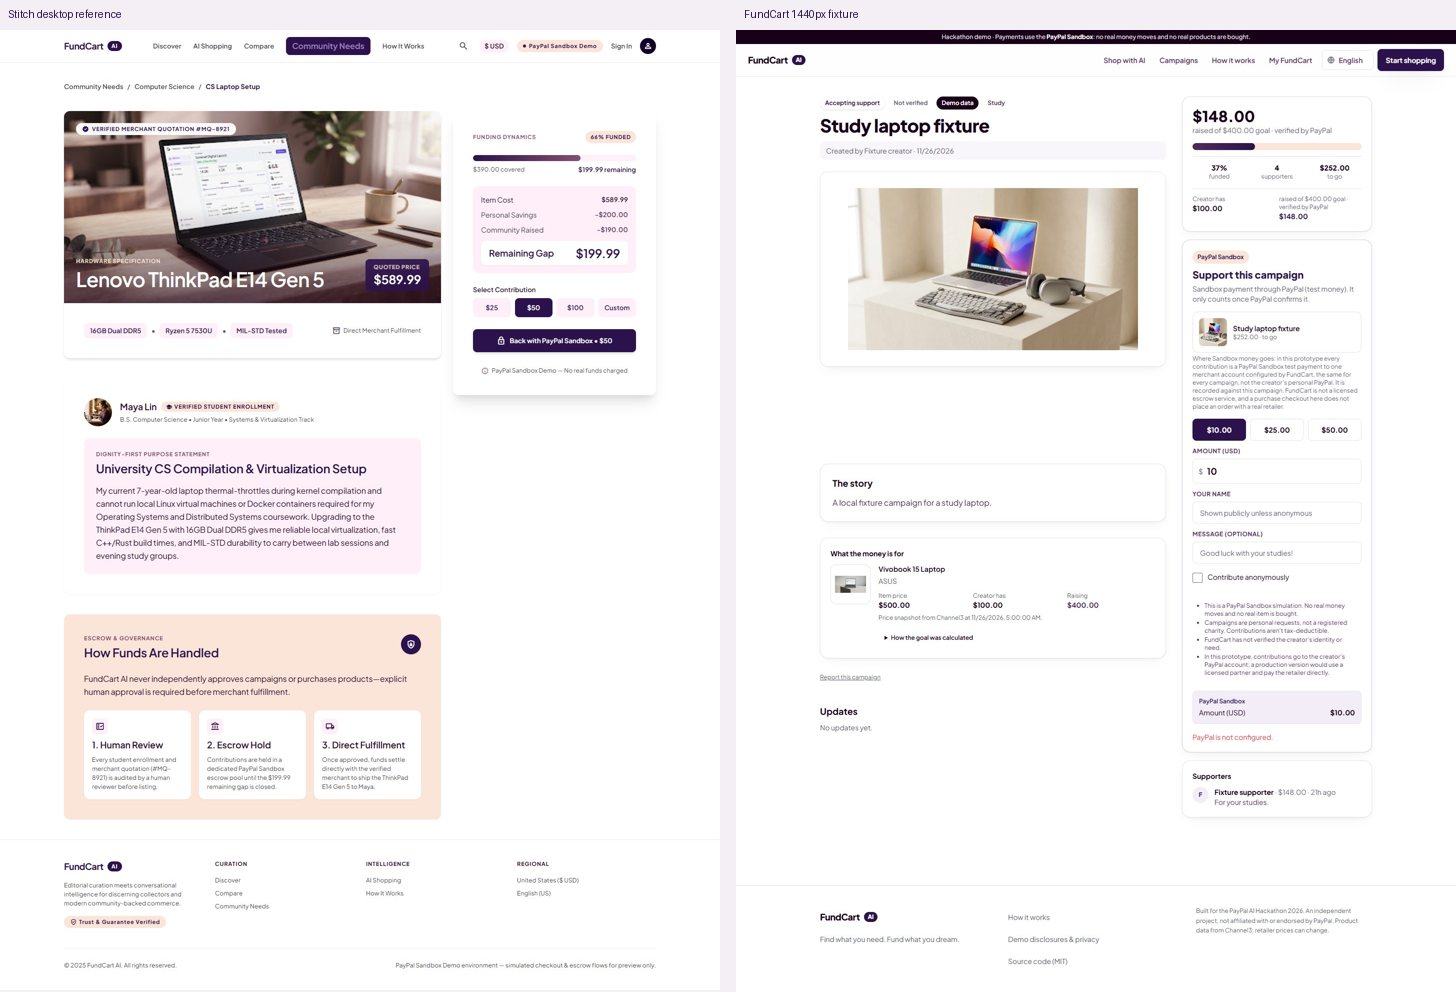 Stitch desktop reference
FundCart AI
Discover
AI Shopping
Compare
Community Needs
How It Works
$ USD
PayPal Sandbox Demo
Sign In
Community Needs / Computer Science / CS Laptop Setup
VERIFIED MERCHANT QUOTATION #MQ-8921
HARDWARE SPECIFICATION
Lenovo ThinkPad E14 Gen 5
QUOTED PRICE
$589.99
16GB Dual DDR5 • Ryzen 5 7530U • MIL-STD Tested
Direct Merchant Fulfillment
FUNDING DYNAMICS
66% FUNDED
$390.00 covered
$199.99 remaining
Item Cost $589.99
Personal Savings -$200.00
Community Raised -$190.00
Remaining Gap $199.99
Select Contribution
$25
$50
$100
Custom
Back with PayPal Sandbox • $50
PayPal Sandbox Demo — No real funds charged
Maya Lin
VERIFIED STUDENT ENROLLMENT
B.S. Computer Science • Junior Year • Systems & Virtualization Track
DIGNITY-FIRST PURPOSE STATEMENT
University CS Compilation & Virtualization Setup
My current 7-year-old laptop thermal-throttles during kernel compilation and
cannot run local Linux virtual machines or Docker containers required for my
Operating Systems and Distributed Systems coursework. Upgrading to the
ThinkPad E14 Gen 5 with 16GB Dual DDR5 gives me reliable local virtualization, fast
C++/Rust build times, and MIL-STD durability to carry between lab sessions and
evening study groups.
ESCROW & GOVERNANCE
How Funds Are Handled
FundCart AI never independently approves campaigns or purchases products—explicit
human approval is required before merchant fulfillment.
1. Human Review
Every student enrollment and
merchant quotation (#MQ-
8921) is audited by a human
reviewer before listing.
2. Escrow Hold
Contributions are held in a
dedicated PayPal Sandbox
escrow pool until the $199.99
remaining gap is closed.
3. Direct Fulfillment
Once approved, funds settle
directly with the verified
merchant to ship the ThinkPad
E14 Gen 5 to Maya.
FundCart AI
Editorial curation meets conversational
intelligence for discerning collectors and
modern community-backed commerce.
Trust & Guarantee Verified
CURATION
Discover
Compare
Community Needs
INTELLIGENCE
AI Shopping
How It Works
REGIONAL
United States ($ USD)
English (US)
© 2025 FundCart AI. All rights reserved.
PayPal Sandbox Demo environment — simulated checkout & escrow flows for preview only.
FundCart 1440px fixture
Hackathon demo · Payments use the PayPal Sandbox: no real money moves and no real products are bought.
FundCart AI
Shop with AI
Campaigns
How it works
My FundCart
English
Start shopping
Accepting support
Not verified
Demo data
Study
Study laptop fixture
Created by Fixture creator · 11/26/2026
The story
A local fixture campaign for a study laptop.
What the money is for
Vivobook 15 Laptop
ASUS
Item price
$500.00
Creator has
$100.00
Raising
$400.00
Price snapshot from Channel3 at 11/26/2026, 5:00:00 AM.
How the goal was calculated
Report this campaign
Updates
No updates yet.
$148.00
raised of $400.00 goal · verified by PayPal
37%
funded
4
supporters
$252.00
to go
Creator has
$100.00
raised of $400.00 goal ·
verified by PayPal
$148.00
PayPal Sandbox
Support this campaign
Sandbox payment through PayPal (test money). It
only counts once PayPal confirms it.
Study laptop fixture
$252.00 · to go
Where Sandbox money goes: in this prototype every
contribution is a PayPal Sandbox test payment to one
merchant account configured by FundCart, the same for
every campaign, not the creator's personal PayPal. It is
recorded against this campaign. FundCart is not a licensed
escrow service, and a purchase checkout here does not
place an order with a real retailer.
$10.00
$25.00
$50.00
AMOUNT (USD)
$ 10
YOUR NAME
Shown publicly unless anonymous
MESSAGE (OPTIONAL)
Good luck with your studies!
Contribute anonymously
• This is a PayPal Sandbox simulation. No real money
moves and no real item is bought.
• Campaigns are personal requests, not a registered
charity. Contributions aren't tax-deductible.
• FundCart has not verified the creator's identity or
need.
• In this prototype, contributions go to the creator's
PayPal account; a production version would use a
licensed partner and pay the retailer directly.
PayPal Sandbox
Amount (USD) $10.00
PayPal is not configured.
Supporters
F
Fixture supporter · $148.00 · 21h ago
For your studies.
FundCart AI
Find what you need. Fund what you dream.
How it works
Demo disclosures & privacy
Source code (MIT)
Built for the PayPal AI Hackathon 2026. An independent
project, not affiliated with or endorsed by PayPal. Product
data from Channel3; retailer prices can change.